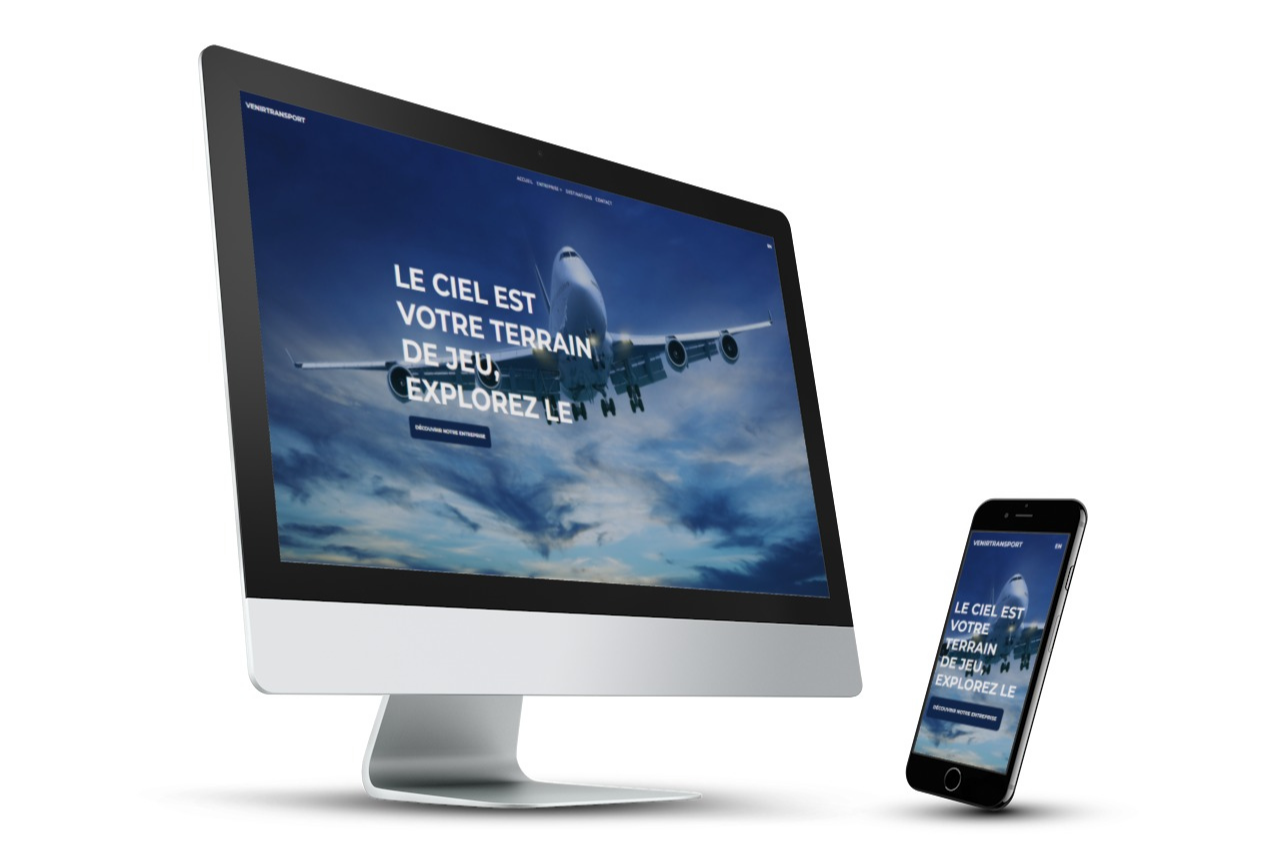 VENIRTRANSPORT
ACCUEIL ENTREPRISE DESTINATIONS CONTACT
EN
LE CIEL EST
VOTRE TERRAIN
DE JEU,
EXPLOREZ LE
DÉCOUVRIR NOTRE ENTREPRISE
VENIRTRANSPORT EN
LE CIEL EST
VOTRE
TERRAIN
DE JEU,
EXPLOREZ LE
DÉCOUVRIR NOTRE ENTREPRISE